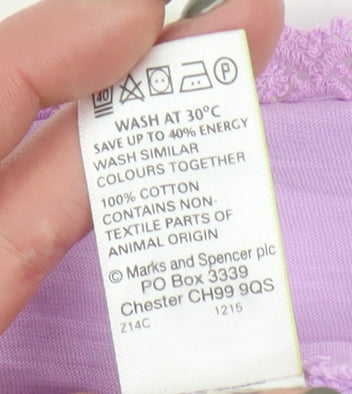 40 P
WASH AT 30°C
SAVE UP TO 40% ENERGY
WASH SIMILAR
COLOURS TOGETHER
100% COTTON
CONTAINS NON-
TEXTILE PARTS OF
ANIMAL ORIGIN
© Marks and Spencer plc
PO Box 3339
Chester CH99 9QS
Z14C 1215